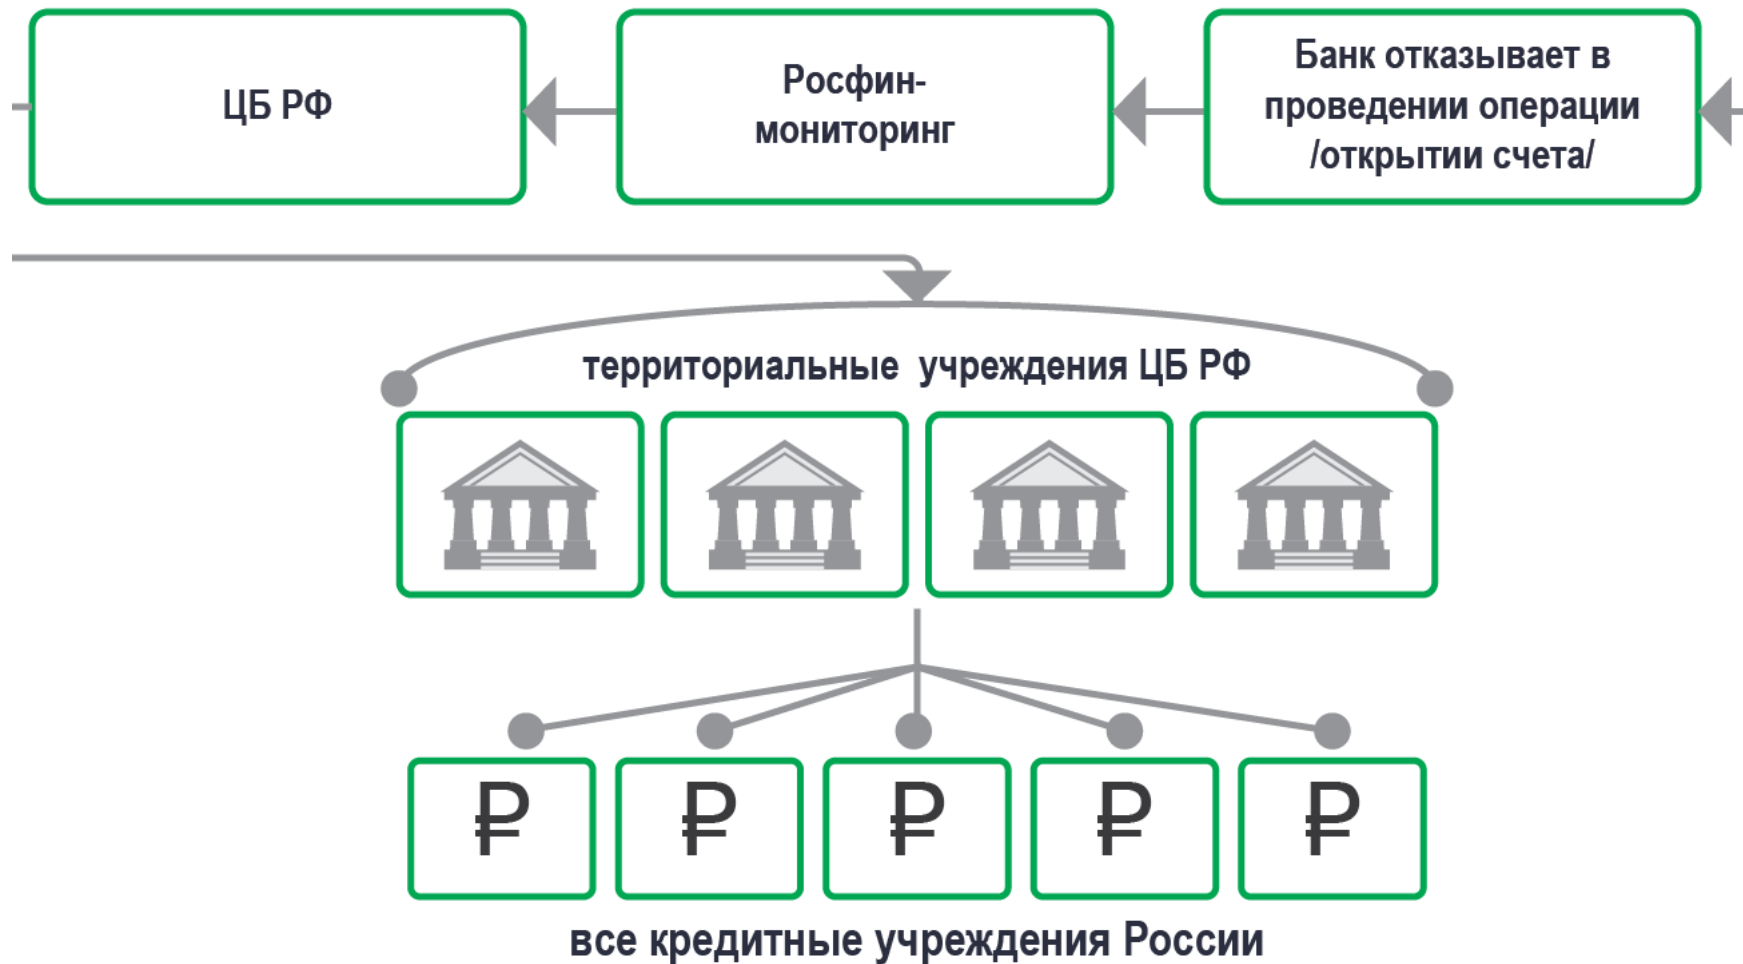 ЦБ РФ
Росфин-
мониторинг
Банк отказывает в
проведении операции
/открытии счета/
территориальные учреждения ЦБ РФ
₽ ₽ ₽ ₽ ₽
все кредитные учреждения России